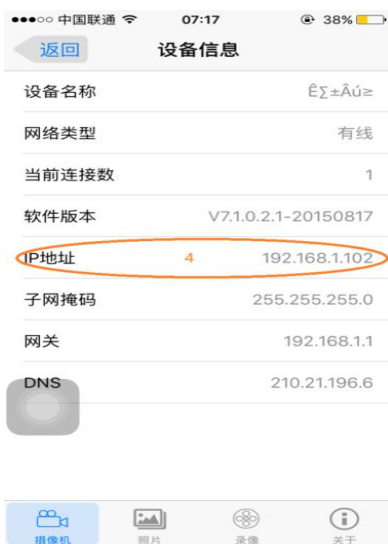 中国联通 07:17 38%
返回 设备信息
设备名称 Ê∑±Âú≥
网络类型 有线
当前连接数 1
软件版本 V7.1.0.2.1-20150817
IP地址 4 192.168.1.102
子网掩码 255.255.255.0
网关 192.168.1.1
DNS 210.21.196.6
摄像机 照片 录像 关于